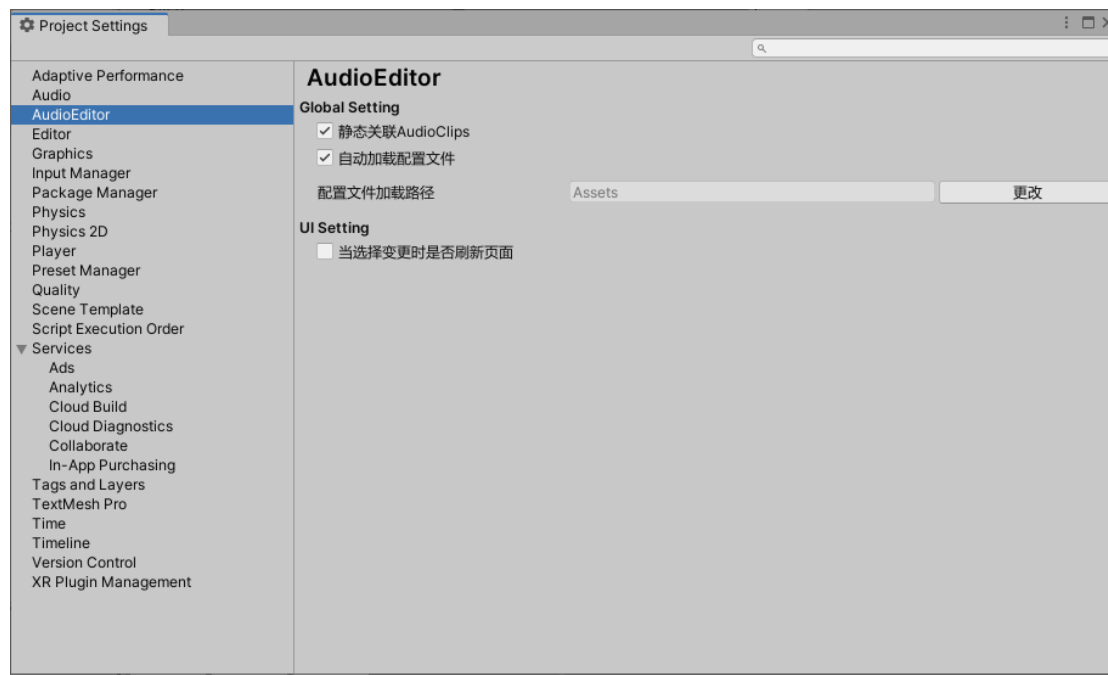 Project Settings
Adaptive Performance
Audio
AudioEditor
Editor
Graphics
Input Manager
Package Manager
Physics
Physics 2D
Player
Preset Manager
Quality
Scene Template
Script Execution Order
Services
Ads
Analytics
Cloud Build
Cloud Diagnostics
Collaborate
In-App Purchasing
Tags and Layers
TextMesh Pro
Time
Timeline
Version Control
XR Plugin Management
AudioEditor
Global Setting
静态关联AudioClips
自动加载配置文件
配置文件加载路径 Assets 更改
UI Setting
当选择变更时是否刷新页面